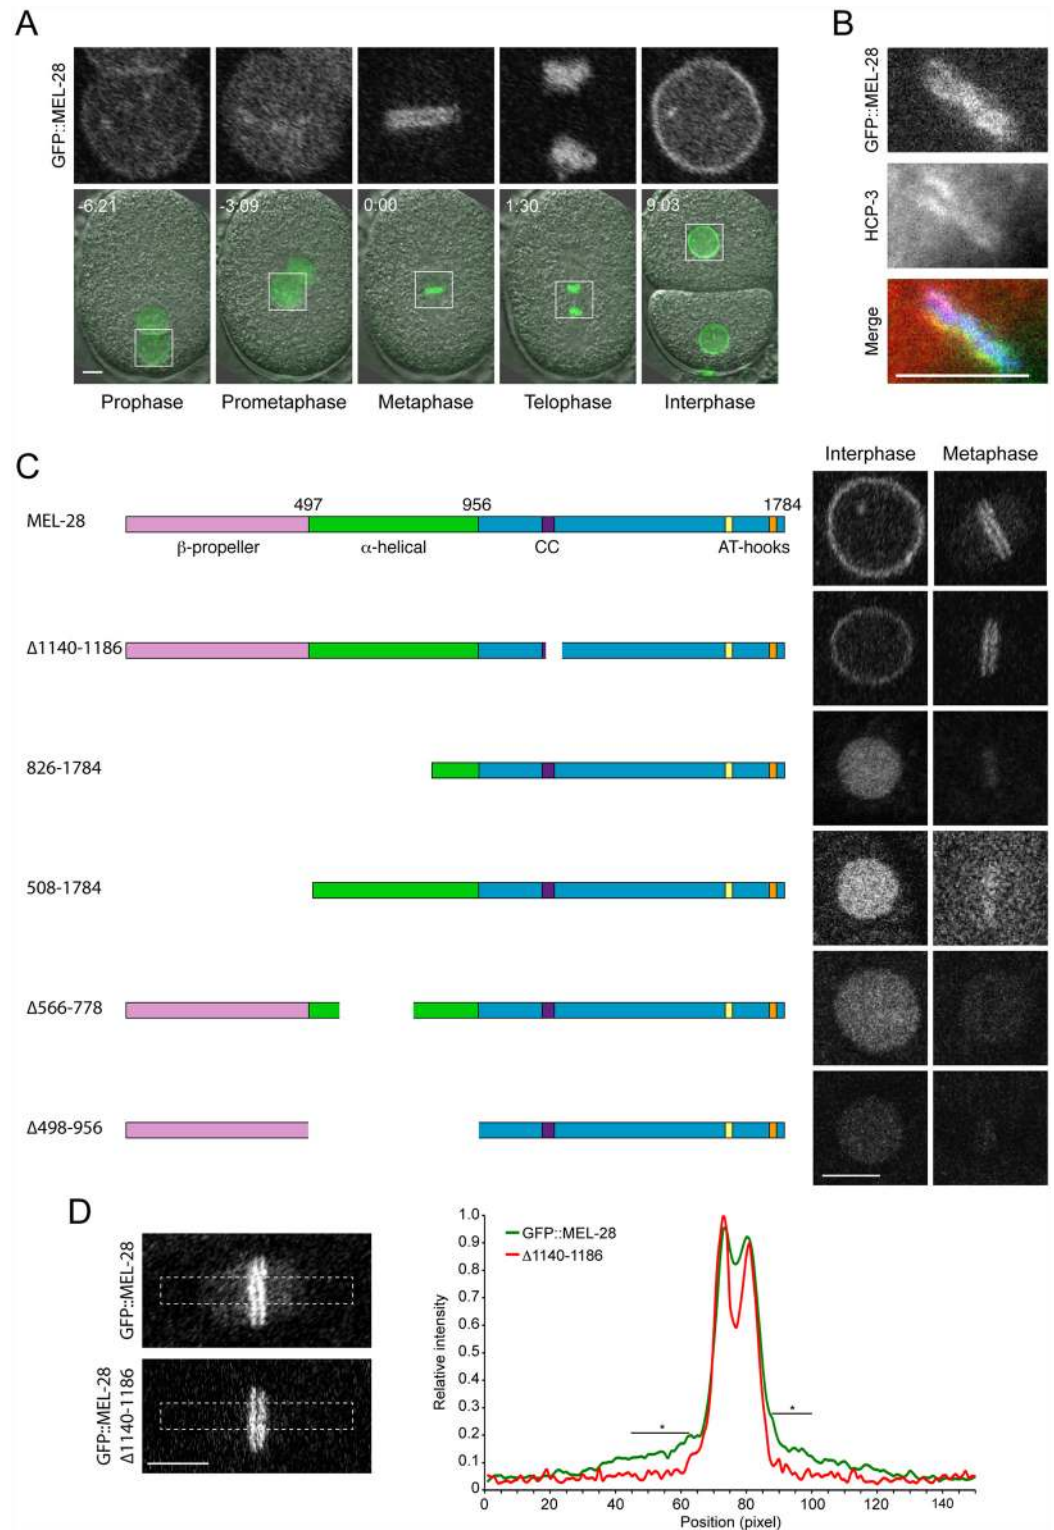 A
GFP::MEL-28
-6:21
-3:09
0:00
1:30
9:03
Prophase
Prometaphase
Metaphase
Telophase
Interphase
B
GFP::MEL-28
HCP-3
Merge
C
Interphase
Metaphase
497
956
1784
MEL-28
β-propeller
α-helical
CC
AT-hooks
Δ1140-1186
826-1784
508-1784
Δ566-778
Δ498-956
D
GFP::MEL-28
GFP::MEL-28
Δ1140-1186
GFP::MEL-28
Δ1140-1186
*
*
Relative intensity
1.0
0.9
0.8
0.7
0.6
0.5
0.4
0.3
0.2
0.1
0
0
20
40
60
80
100
120
140
Position (pixel)